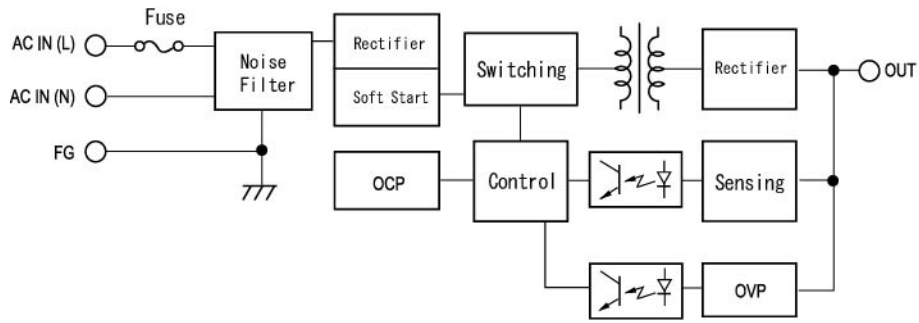 Fuse
AC IN (L)
AC IN (N)
FG
Noise
Filter
Rectifier
Soft Start
Switching
Rectifier
OUT
OCP
Control
Sensing
OVP